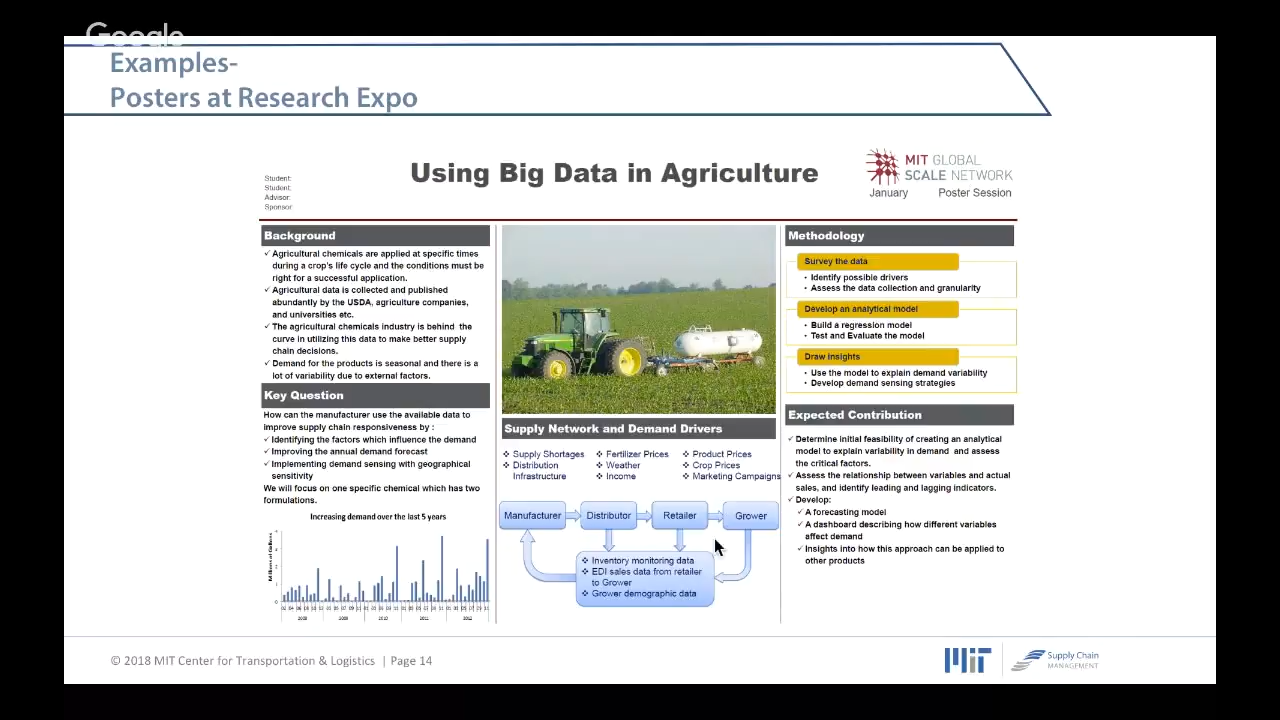 Google
Examples-
Posters at Research Expo
Student:
Student:
Advisor:
Sponsor
Using Big Data in Agriculture
MIT GLOBAL
SCALE NETWORK
January Poster Session
Background
Agricultural chemicals are applied at specific times
during a crop's life cycle and the conditions must be
right for a successful application.
Agricultural data is collected and published
abundantly by the USDA, agriculture companies,
and universities etc.
The agricultural chemicals industry is behind the
curve in utilizing this data to make better supply
chain decisions,
Demand for the products is seasonal and there is a
lot of variability due to external factors.
Key Question
How can the manufacturer use the available data to
improve supply chain responsiveness by :
Identifying the factors which influence the demand
Improving the annual demand forecast
Implementing demand sensing with geographical
sensitivity
We will focus on one specific chemical which has two
formulations.
Increasing demand over the last 5 years
Millions of Gallons
2008 2009 2010 2011 2012
Supply Network and Demand Drivers
Supply Shortages
Distribution
Infrastructure
Fertilizer Prices
Weather
Income
Product Prices
Crop Prices
Marketing Campaigns
Manufacturer
Distributor
Retailer
Grower
Inventory monitoring data
EDI sales data from retailer
to Grower
Grower demographic data
Methodology
Survey the data
• Identify possible drivers
• Assess the data collection and granularity
Develop an analytical model
• Build a regression model
• Test and Evaluate the model
Draw insights
• Use the model to explain demand variability
• Develop demand sensing strategies
Expected Contribution
Determine initial feasibility of creating an analytical
model to explain variability in demand and assess
the critical factors.
Assess the relationship between variables and actual
sales, and identify leading and lagging indicators.
Develop:
A forecasting model
A dashboard describing how different variables
affect demand
Insights into how this approach can be applied to
other products
© 2018 MIT Center for Transportation & Logistics | Page 14
MIT
Supply Chain
MANAGEMENT